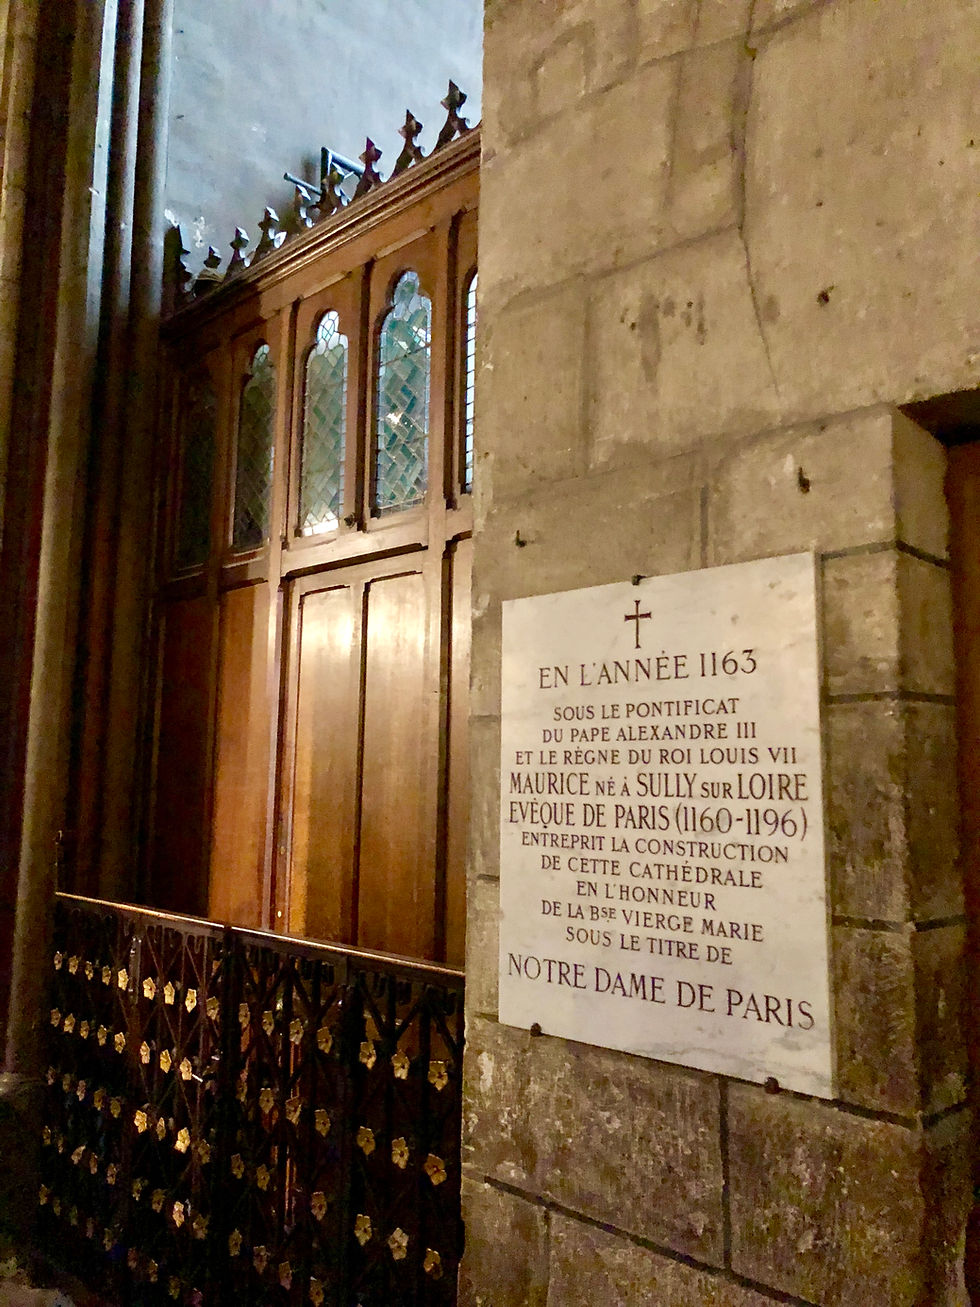 EN L'ANNÉE 1163
SOUS LE PONTIFICAT
DU PAPE ALEXANDRE III
ET LE RÈGNE DU ROI LOUIS VII
MAURICE NÉ À SULLY SUR LOIRE
EVÊQUE DE PARIS (1160-1196)
ENTREPRIT LA CONSTRUCTION
DE CETTE CATHÉDRALE
EN L'HONNEUR
DE LA BSE VIERGE MARIE
SOUS LE TITRE DE
NOTRE DAME DE PARIS